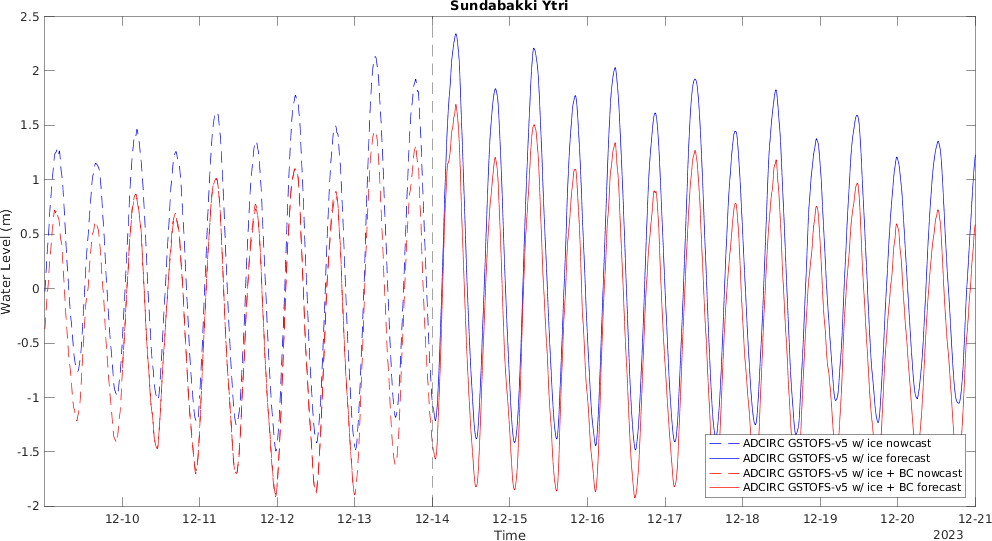 Sundabakki Ytri
2.5
2
1.5
1
0.5
0
-0.5
-1
-1.5
-2
Water Level (m)
ADCIRC GSTOFS-v5 w/ ice nowcast
ADCIRC GSTOFS-v5 w/ ice forecast
ADCIRC GSTOFS-v5 w/ ice + BC nowcast
ADCIRC GSTOFS-v5 w/ ice + BC forecast
12-10 12-11 12-12 12-13 12-14 12-15 12-16 12-17 12-18 12-19 12-20 12-21
Time
2023